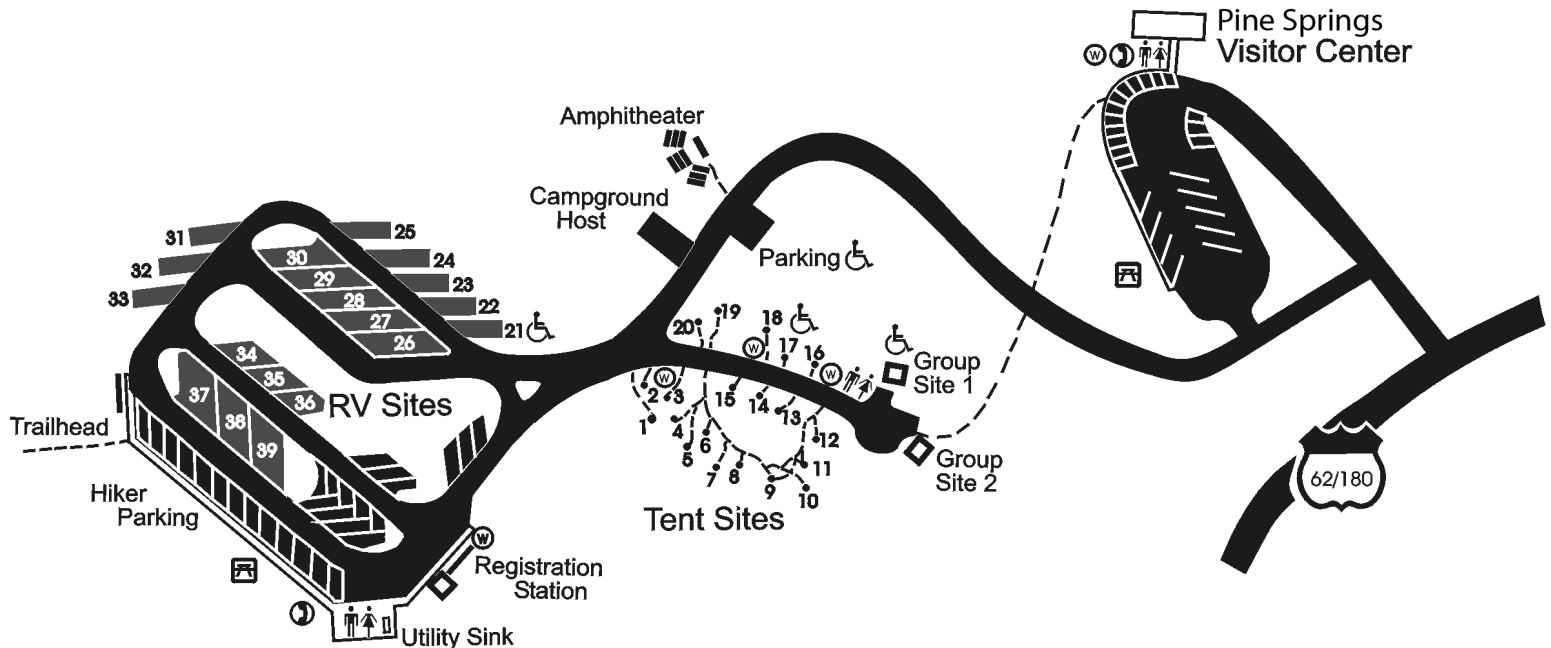 Pine Springs
Visitor Center
W
Amphitheater
Campground
Host
Parking
31
32
33
25
24
23
22
21
30
29
28
27
26
34
35
36
37
38
39
RV Sites
Trailhead
Hiker
Parking
W
Registration
Station
Utility Sink
19
20
18
W
17
16
W
W
2
3
1
4
5
6
7
8
9
10
11
12
13
14
15
Tent Sites
Group
Site 1
Group
Site 2
62/180